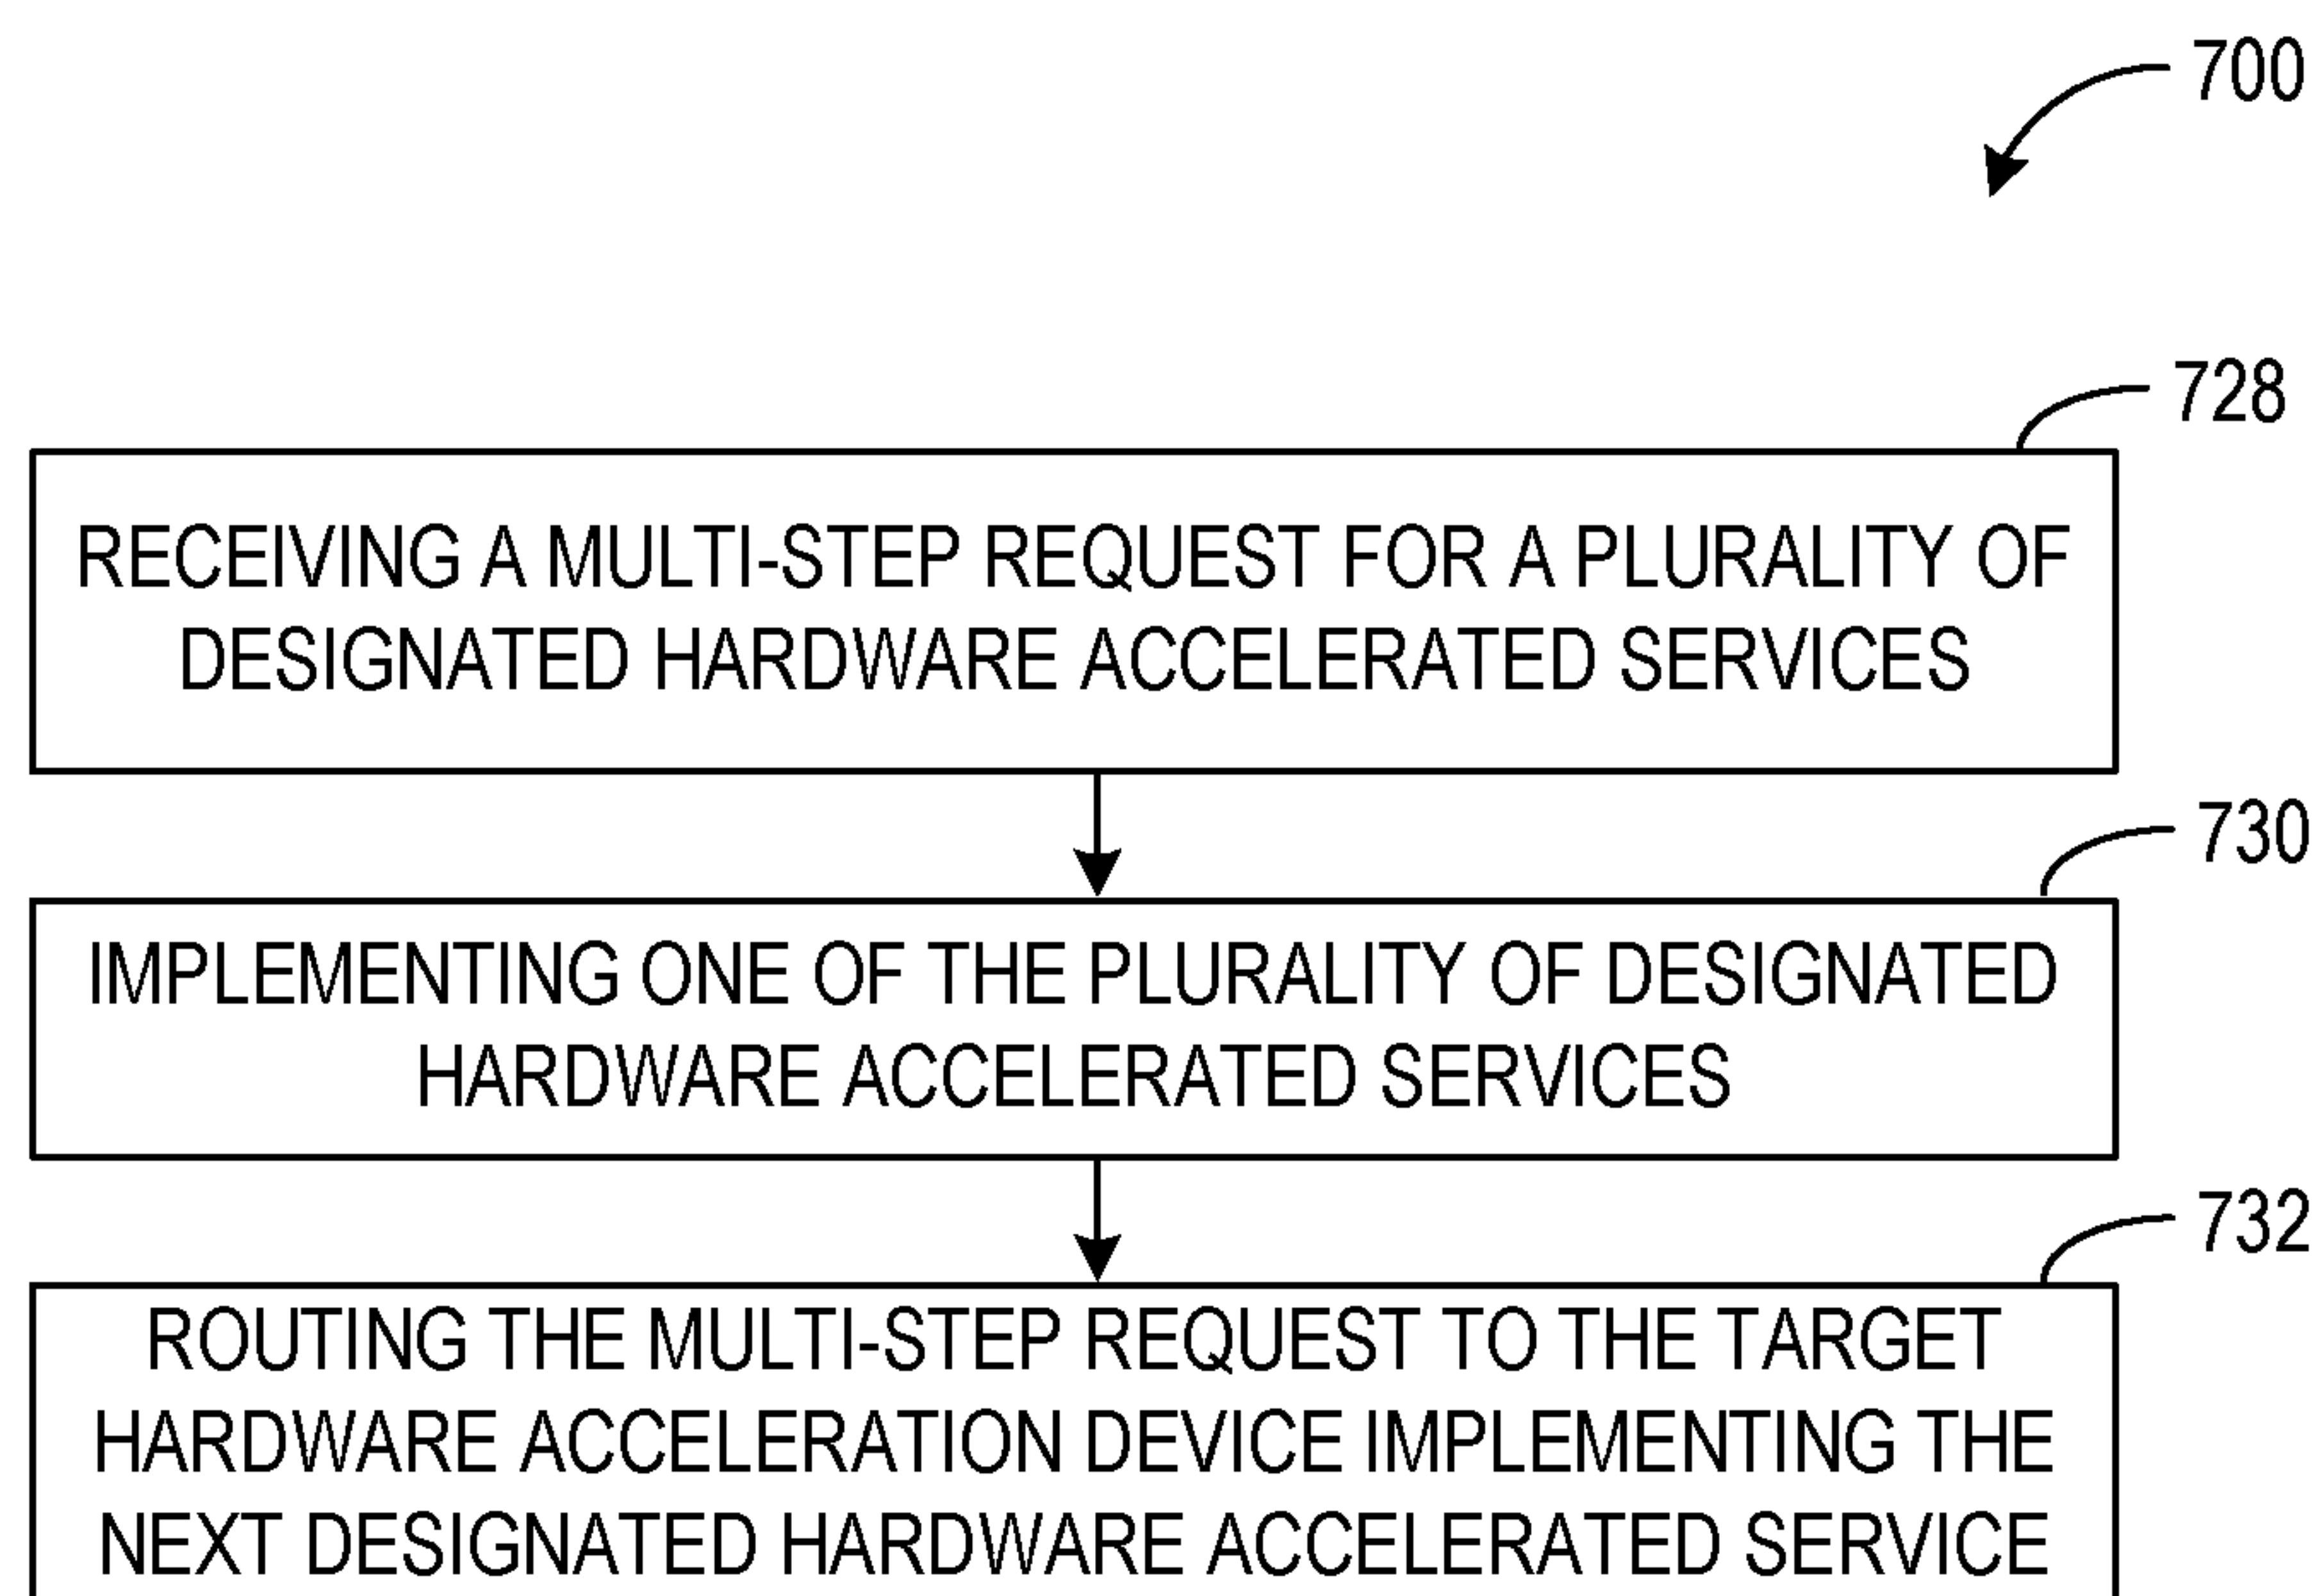 700
728
RECEIVING A MULTI-STEP REQUEST FOR A PLURALITY OF
DESIGNATED HARDWARE ACCELERATED SERVICES
730
IMPLEMENTING ONE OF THE PLURALITY OF DESIGNATED
HARDWARE ACCELERATED SERVICES
732
ROUTING THE MULTI-STEP REQUEST TO THE TARGET
HARDWARE ACCELERATION DEVICE IMPLEMENTING THE
NEXT DESIGNATED HARDWARE ACCELERATED SERVICE